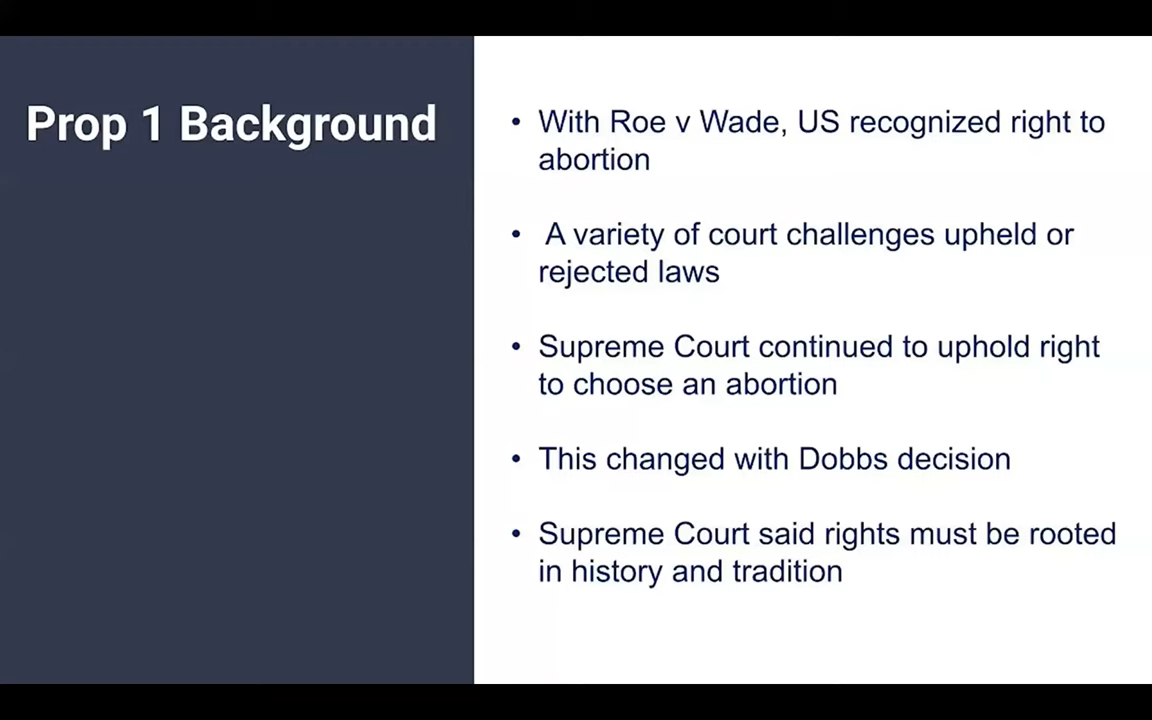 Prop 1 Background
• With Roe v Wade, US recognized right to
abortion
• A variety of court challenges upheld or
rejected laws
• Supreme Court continued to uphold right
to choose an abortion
• This changed with Dobbs decision
• Supreme Court said rights must be rooted
in history and tradition